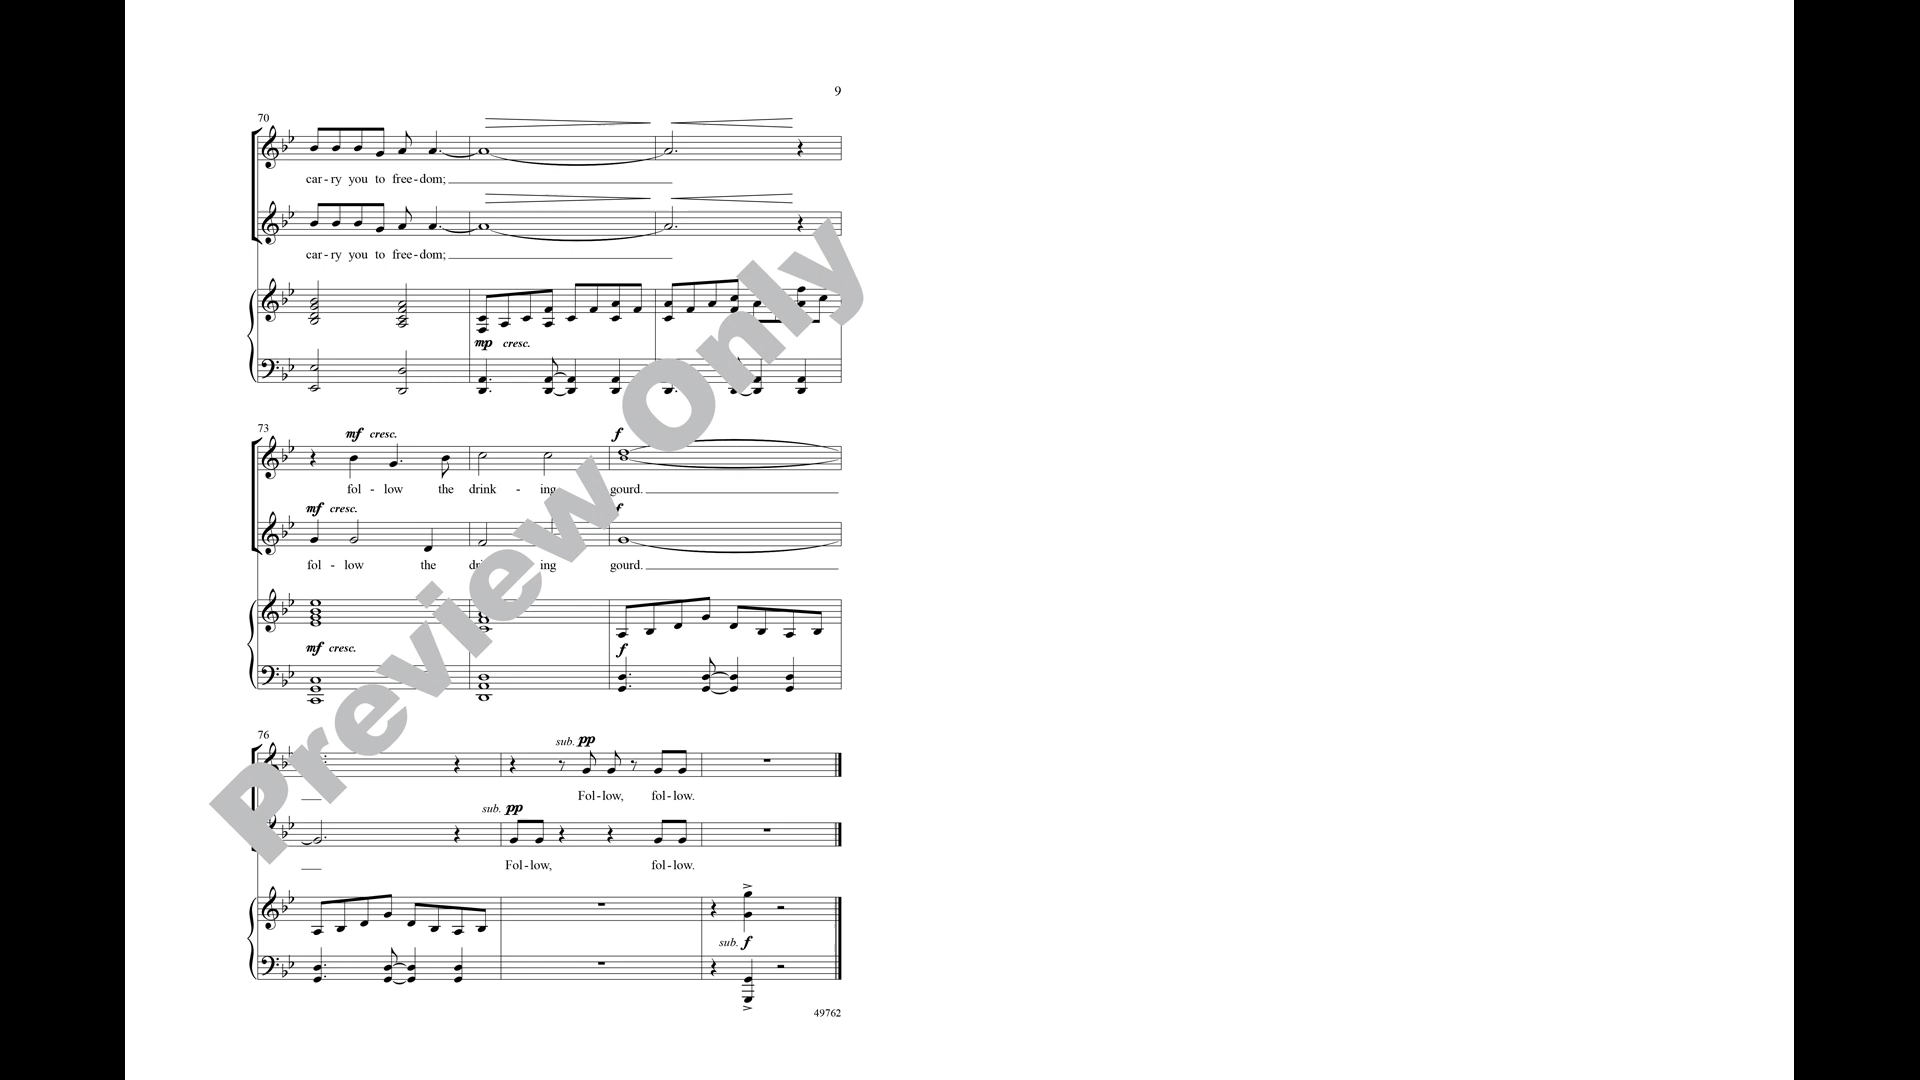 9
70
car - ry you to free - dom;
car - ry you to free - dom;
mp cresc.
73
mf cresc. f
fol - low the drink - ing gourd.
mf cresc. f
fol - low the ing gourd.
mf cresc. f
76
sub. pp
Fol - low, fol - low.
sub. pp
Fol - low, fol - low.
sub. f
49762
Preview Only